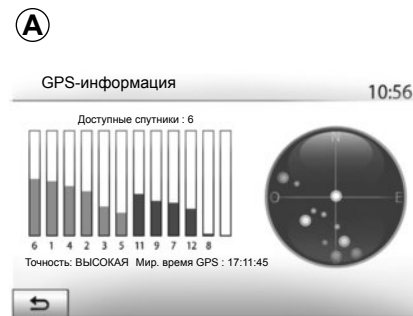 A
GPS-информация
10:56
Доступные спутники : 6
N
O E
6 1 4 2 3 5 11 9 7 12 8
Точность: ВЫСОКАЯ Мир. время GPS : 17:11:45